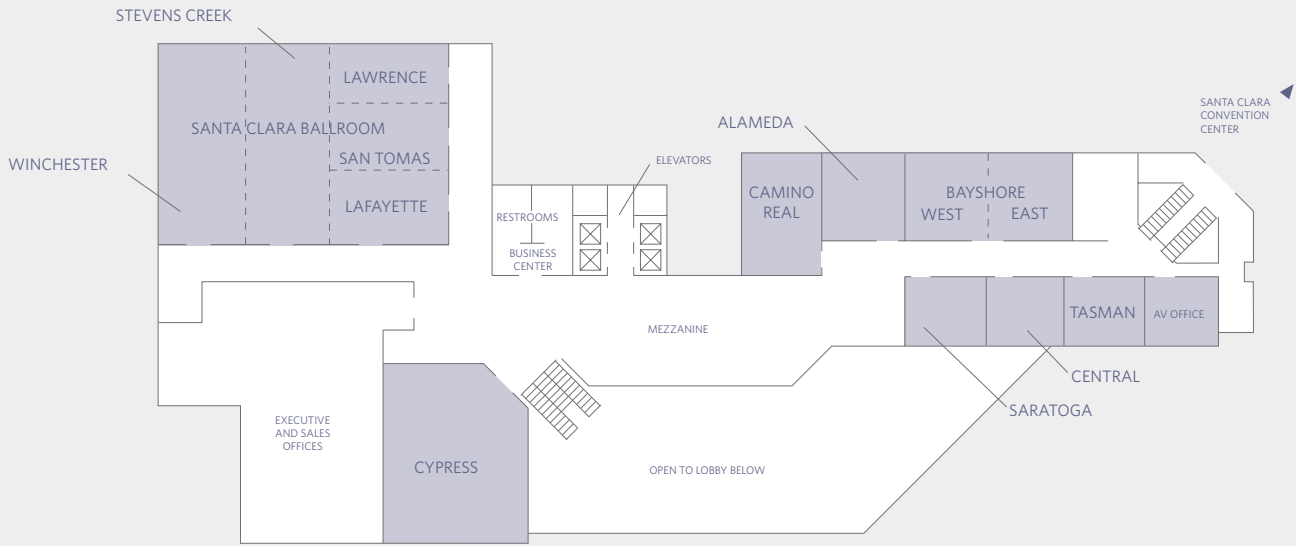 STEVENS CREEK
LAWRENCE
SANTA CLARA BALLROOM
SAN TOMAS
WINCHESTER
LAFAYETTE
RESTROOMS
BUSINESS
CENTER
ELEVATORS
ALAMEDA
CAMINO
REAL
BAYSHORE
WEST
EAST
SANTA CLARA
CONVENTION
CENTER
MEZZANINE
TASMAN
AV OFFICE
CENTRAL
SARATOGA
EXECUTIVE
AND SALES
OFFICES
CYPRESS
OPEN TO LOBBY BELOW